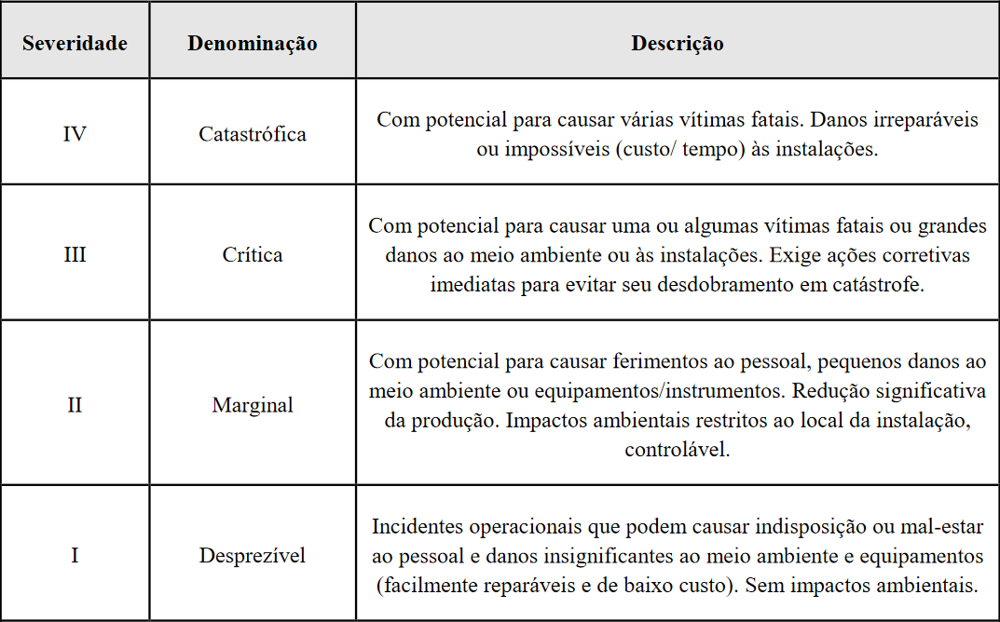 Severidade Denominação Descrição
IV Catastrófica Com potencial para causar várias vítimas fatais. Danos irreparáveis
ou impossíveis (custo/ tempo) às instalações.
III Crítica Com potencial para causar uma ou algumas vítimas fatais ou grandes
danos ao meio ambiente ou às instalações. Exige ações corretivas
imediatas para evitar seu desdobramento em catástrofe.
II Marginal Com potencial para causar ferimentos ao pessoal, pequenos danos ao
meio ambiente ou equipamentos/instrumentos. Redução significativa
da produção. Impactos ambientais restritos ao local da instalação,
controlável.
I Desprezível Incidentes operacionais que podem causar indisposição ou mal-estar
ao pessoal e danos insignificantes ao meio ambiente e equipamentos
(facilmente reparáveis e de baixo custo). Sem impactos ambientais.